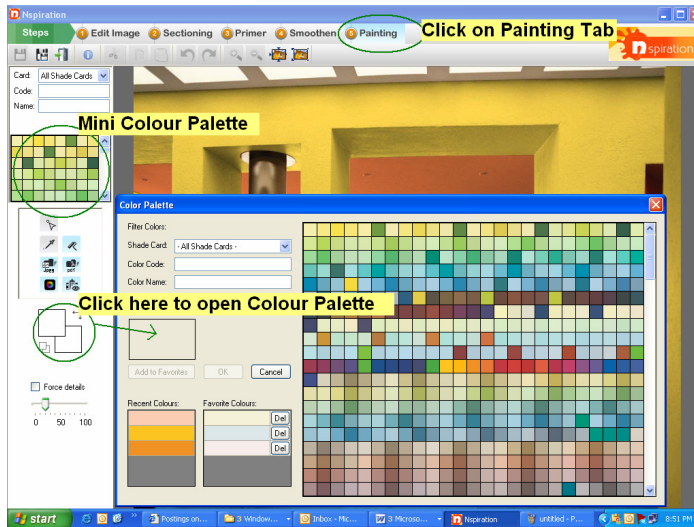 Nspiration
Steps
1 Edit Image
2 Sectioning
3 Primer
4 Smoothen
5 Painting
Click on Painting Tab
nspiration
Card: All Shade Cards
Code:
Name:
Mini Colour Palette
Color Palette
Filter Colors:
Shade Card: - All Shade Cards -
Color Code:
Color Name:
Click here to open Colour Palette
Add to Favorites OK Cancel
Force details
0 50 100
Recent Colours: Favorite Colours:
Del
Del
Del
start
Postings on...
3 Window...
Inbox - Mic...
3 Microso...
Nspiration
untitled - P...
8:51 PM